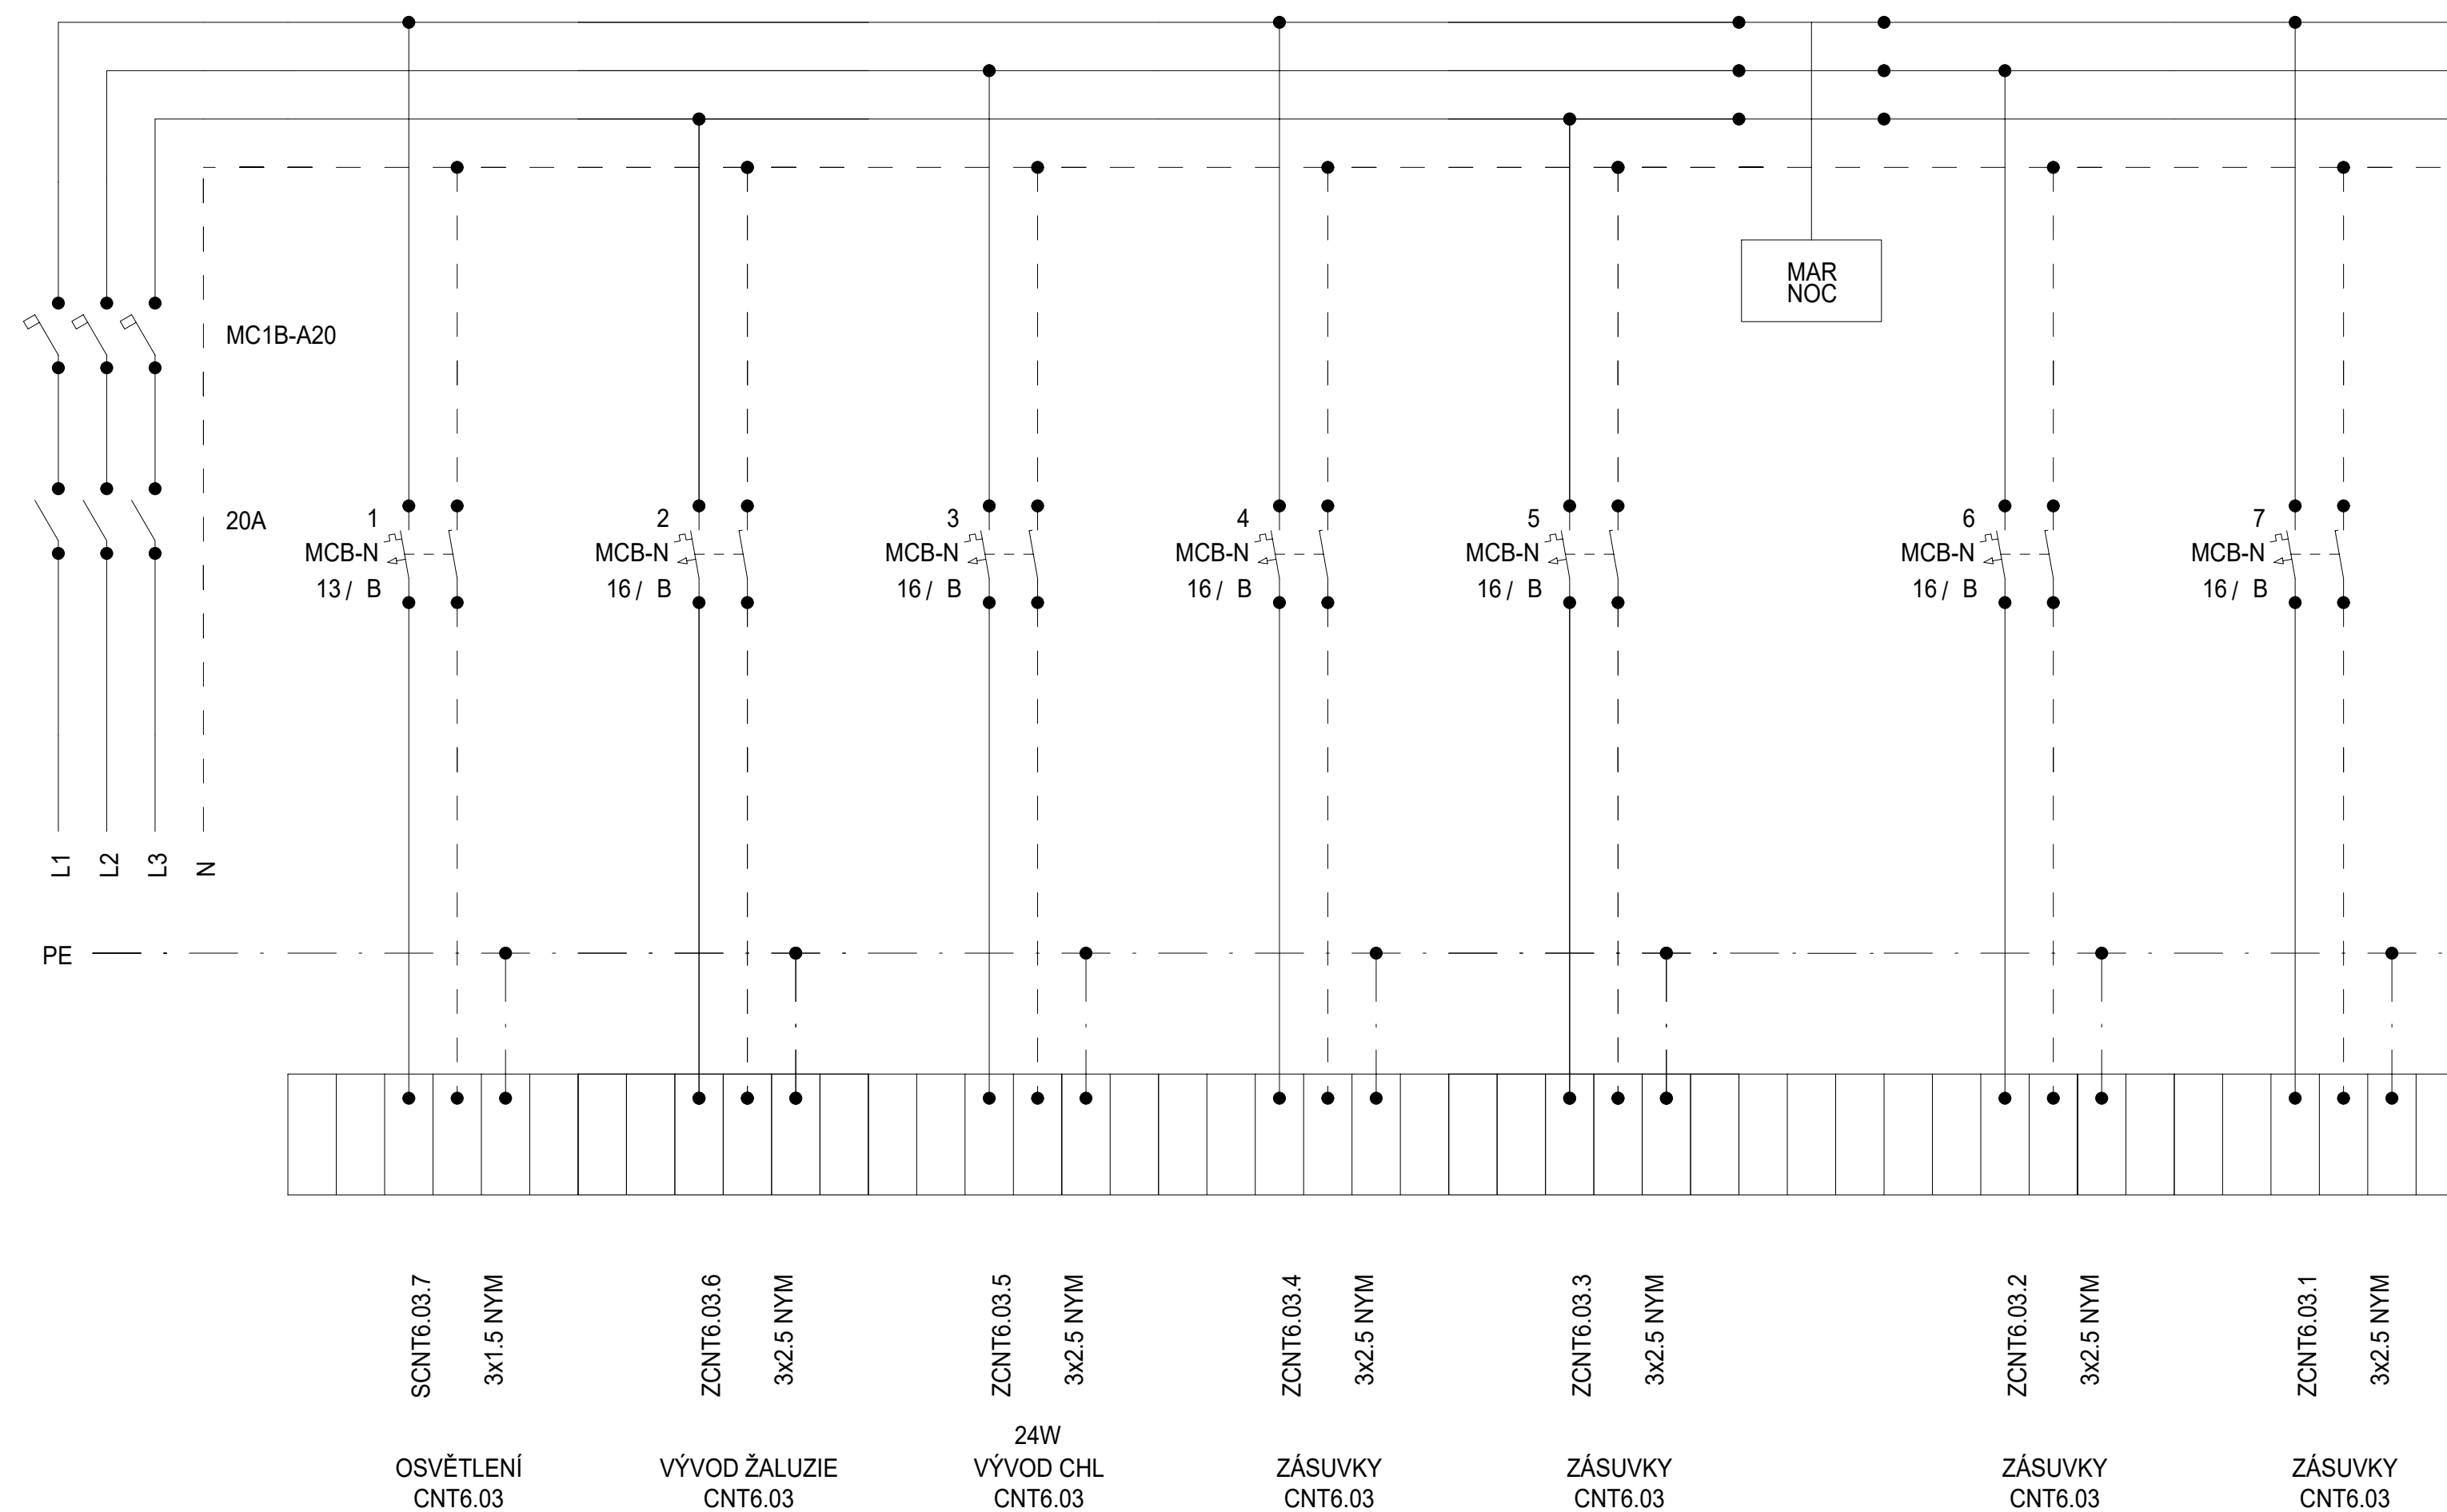 MAR
NOC
MC1B-A20
20A
1
MCB-N
13 / B
2
MCB-N
16 / B
3
MCB-N
16 / B
4
MCB-N
16 / B
5
MCB-N
16 / B
6
MCB-N
16 / B
7
MCB-N
16 / B
L1
L2
L3
N
PE
SCNT6.03.7
3x1.5 NYM
ZCNT6.03.6
3x2.5 NYM
ZCNT6.03.5
3x2.5 NYM
ZCNT6.03.4
3x2.5 NYM
ZCNT6.03.3
3x2.5 NYM
ZCNT6.03.2
3x2.5 NYM
ZCNT6.03.1
3x2.5 NYM
OSVĚTLENÍ
CNT6.03
VÝVOD ŽALUZIE
CNT6.03
24W
VÝVOD CHL
CNT6.03
ZÁSUVKY
CNT6.03
ZÁSUVKY
CNT6.03
ZÁSUVKY
CNT6.03
ZÁSUVKY
CNT6.03